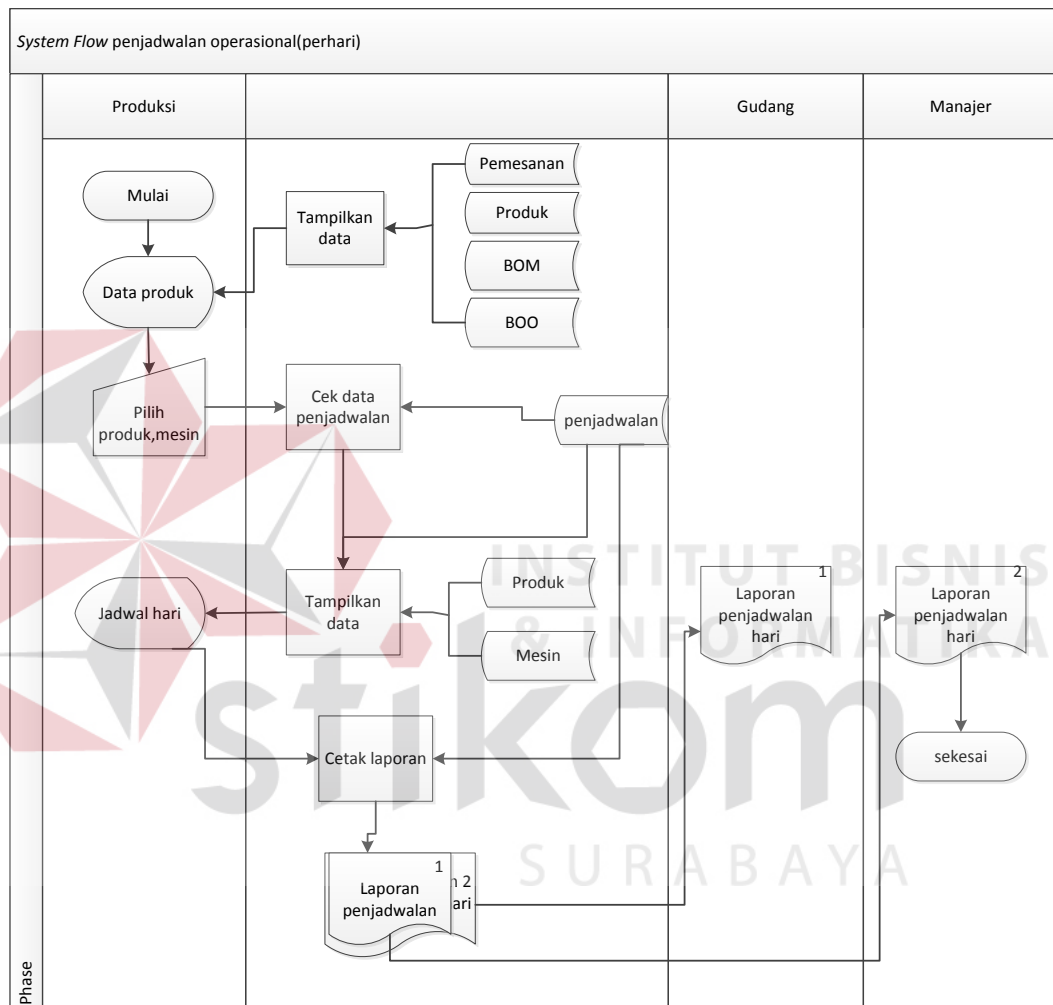 System Flow penjadwalan operasional(perhari)
Produksi
Gudang
Manajer
Mulai
Tampilkan
data
Pemesanan
Produk
BOM
BOO
Data produk
Pilih
produk,mesin
Cek data
penjadwalan
penjadwalan
Jadwal hari
Tampilkan
data
Produk
Mesin
1
Laporan
penjadwalan
hari
2
Laporan
penjadwalan
hari
Cetak laporan
sekesai
1
Laporan
penjadwalan
n 2
ari
Phase
INSTITUT BISNIS
& INFORMATIKA
stikom
SURABAYA